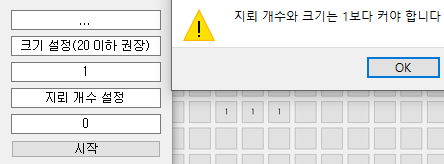 ...
크기 설정(20 이하 권장)
1
지뢰 개수 설정
0
시작
지뢰 개수와 크기는 1보다 커야 합니다
OK
1 1 1